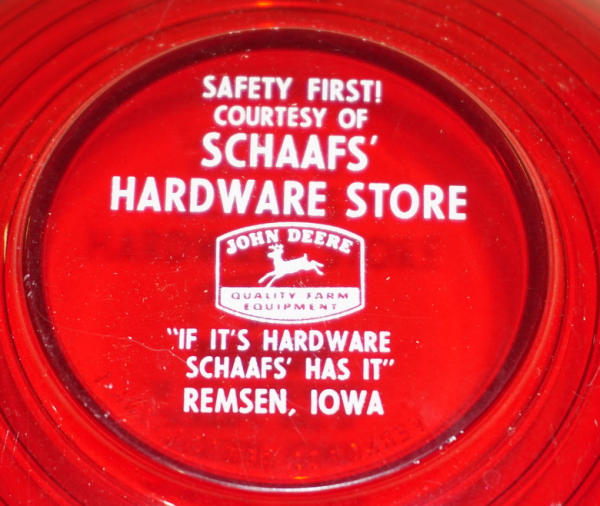 SAFETY FIRST!
COURTESY OF
SCHAAFS'
HARDWARE STORE
JOHN DEERE
QUALITY FARM
EQUIPMENT
"IF IT'S HARDWARE
SCHAAFS' HAS IT"
REMSEN, IOWA